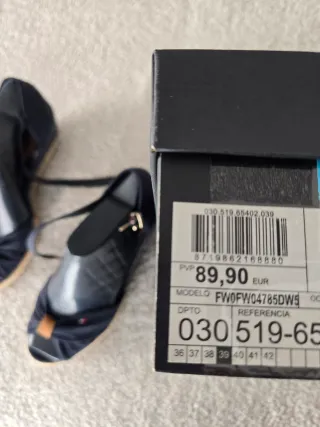 030.519.65402.039
8719862168880
PVP 89,90 EUR
MODELO FW0FW04785DW5
DPTO REFERENCIA
030 519-65
36 37 38 39 40 41 42